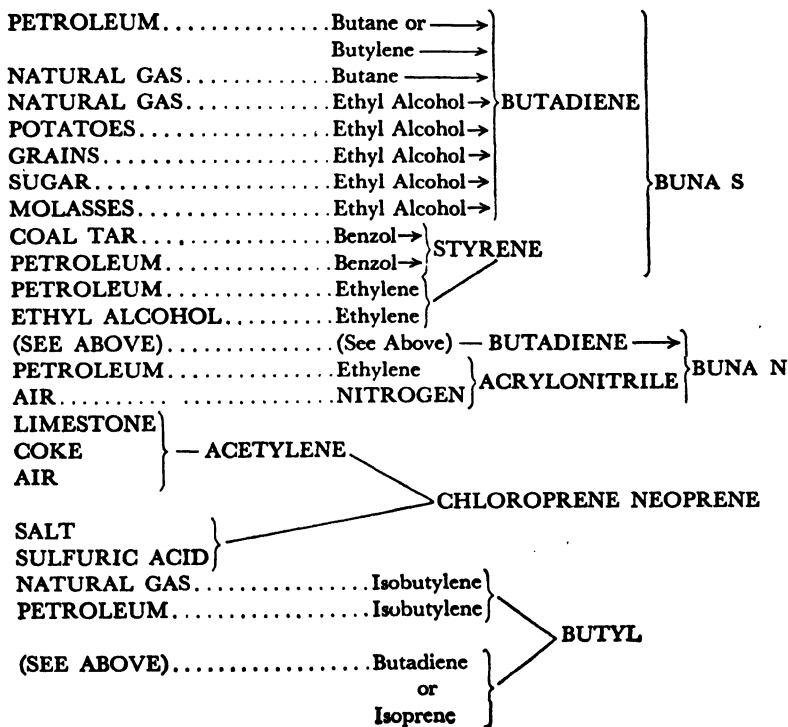 PETROLEUM................Butane or
Butylene
NATURAL GAS.............Butane
NATURAL GAS.............Ethyl Alcohol→ BUTADIENE
POTATOES..................Ethyl Alcohol→
GRAINS.....................Ethyl Alcohol→
SUGAR......................Ethyl Alcohol→ BUNA S
MOLASSES.................Ethyl Alcohol→
COAL TAR..................Benzol→
STYRENE
PETROLEUM................Benzol→
PETROLEUM................Ethylene
ETHYL ALCOHOL..........Ethylene
(SEE ABOVE)................(See Above) — BUTADIENE →
PETROLEUM................Ethylene
ACRYLONITRILE BUNA N
AIR......... ................NITROGEN
LIMESTONE
COKE — ACETYLENE
AIR
CHLOROPRENE NEOPRENE
SALT
SULFURIC ACID
NATURAL GAS.................Isobutylene
PETROLEUM....................Isobutylene
BUTYL
(SEE ABOVE)....................Butadiene
or
Isoprene